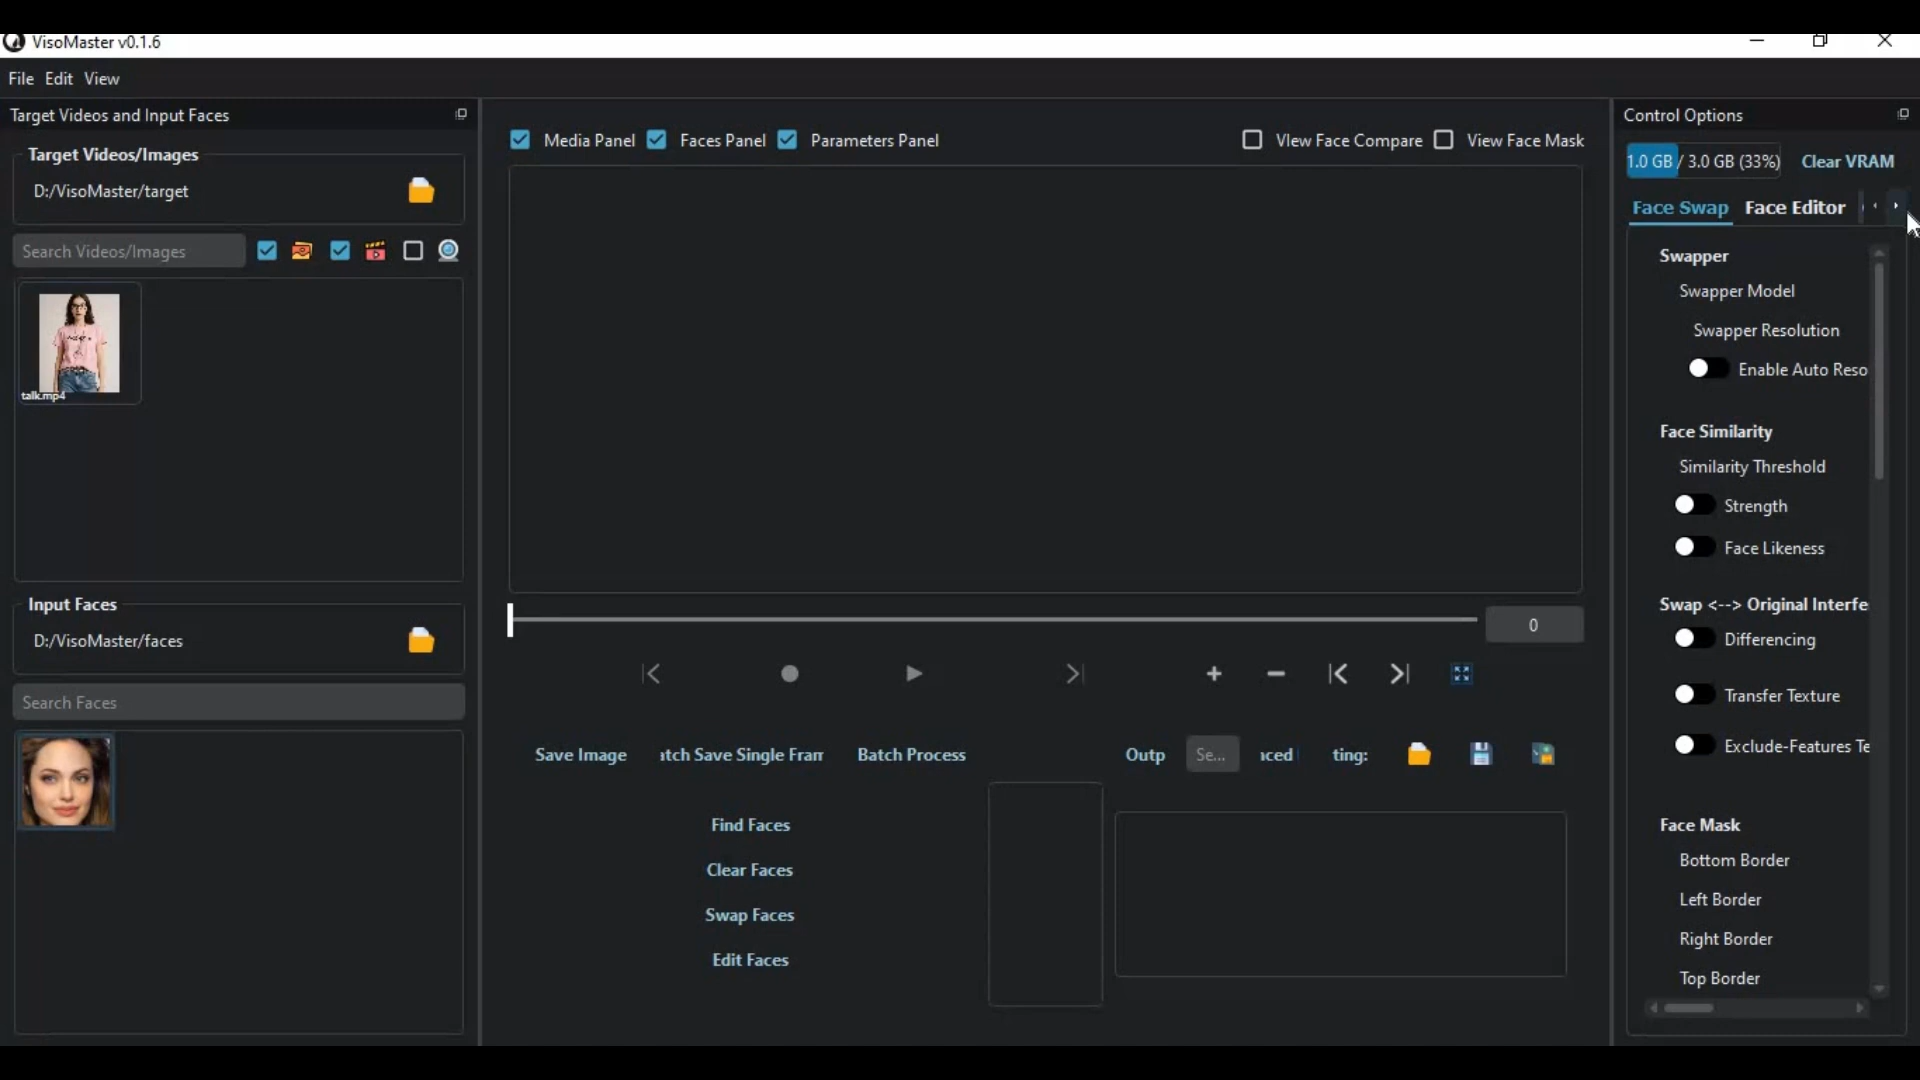 VisoMaster v0.1.6
File Edit View
Target Videos and Input Faces
Target Videos/Images
D:/VisoMaster/target
Search Videos/Images
talk.mp4
Input Faces
D:/VisoMaster/faces
Search Faces
Media Panel Faces Panel Parameters Panel
VIew Face Compare View Face Mask
0
Save Image
atch Save Single Fram
Batch Process
Outp
Se...
nced
ting:
Find Faces
Clear Faces
Swap Faces
Edit Faces
Control Options
1.0 GB / 3.0 GB (33%) Clear VRAM
Face Swap Face Editor
Swapper
Swapper Model
Swapper Resolution
Enable Auto Reso
Face Similarity
Similarity Threshold
Strength
Face Likeness
Swap <--> Original Interfe
Differencing
Transfer Texture
Exclude-Features Te
Face Mask
Bottom Border
Left Border
Right Border
Top Border